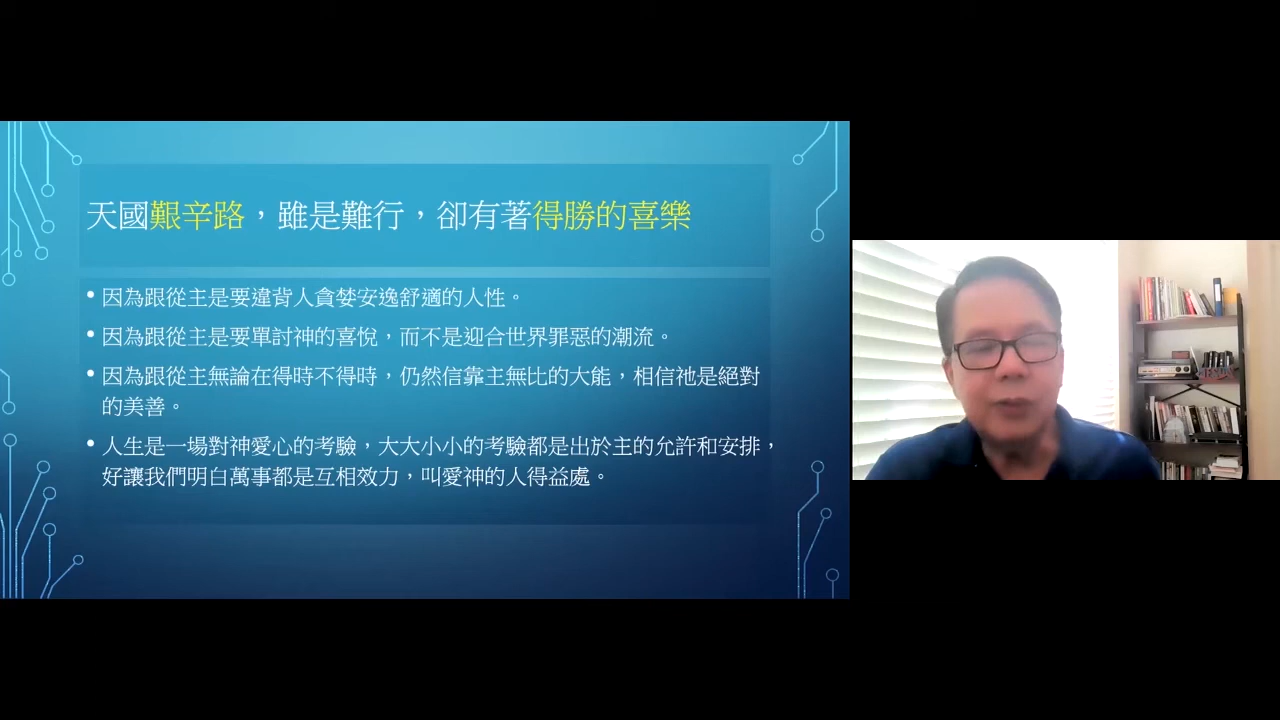 天國艱辛路，雖是難行，卻有著得勝的喜樂
• 因為跟從主是要違背人貪婪安逸舒適的人性。
• 因為跟從主是要單討神的喜悅，而不是迎合世界罪惡的潮流。
• 因為跟從主無論在得時不得時，仍然信靠主無比的大能，相信祂是絕對
的美善。
• 人生是一場對神愛心的考驗，大大小小的考驗都是出於主的允許和安排，
好讓我們明白萬事都是互相效力，叫愛神的人得益處。